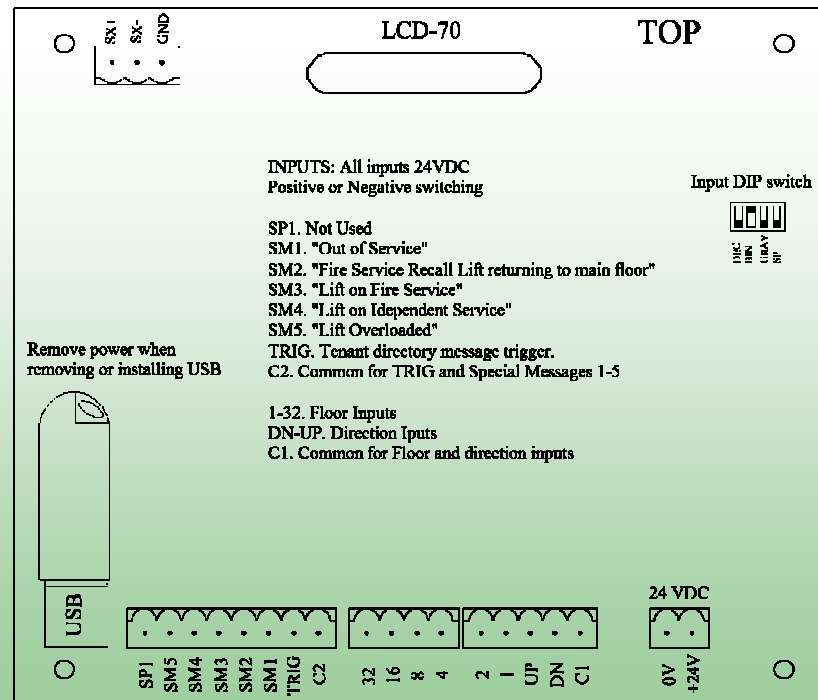 SX+
SX-
GND
LCD-70
TOP
INPUTS: All inputs 24VDC
Positive or Negative switching
Input DIP switch
DEC
BIN
GRAY
SP
SP1. Not Used
SM1. "Out of Service"
SM2. "Fire Service Recall Lift returning to main floor"
SM3. "Lift on Fire Service"
SM4. "Lift on Idependent Service"
SM5. "Lift Overloaded"
TRIG. Tenant directory message trigger.
C2. Common for TRIG and Special Messages 1-5
Remove power when
removing or installing USB
1-32. Floor Inputs
DN-UP. Direction Iputs
C1. Common for Floor and direction inputs
USB
24 VDC
SP1
SM5
SM4
SM3
SM2
SM1
TRIG
C2
32
16
8
4
2
1
UP
DN
C1
0V
+24V